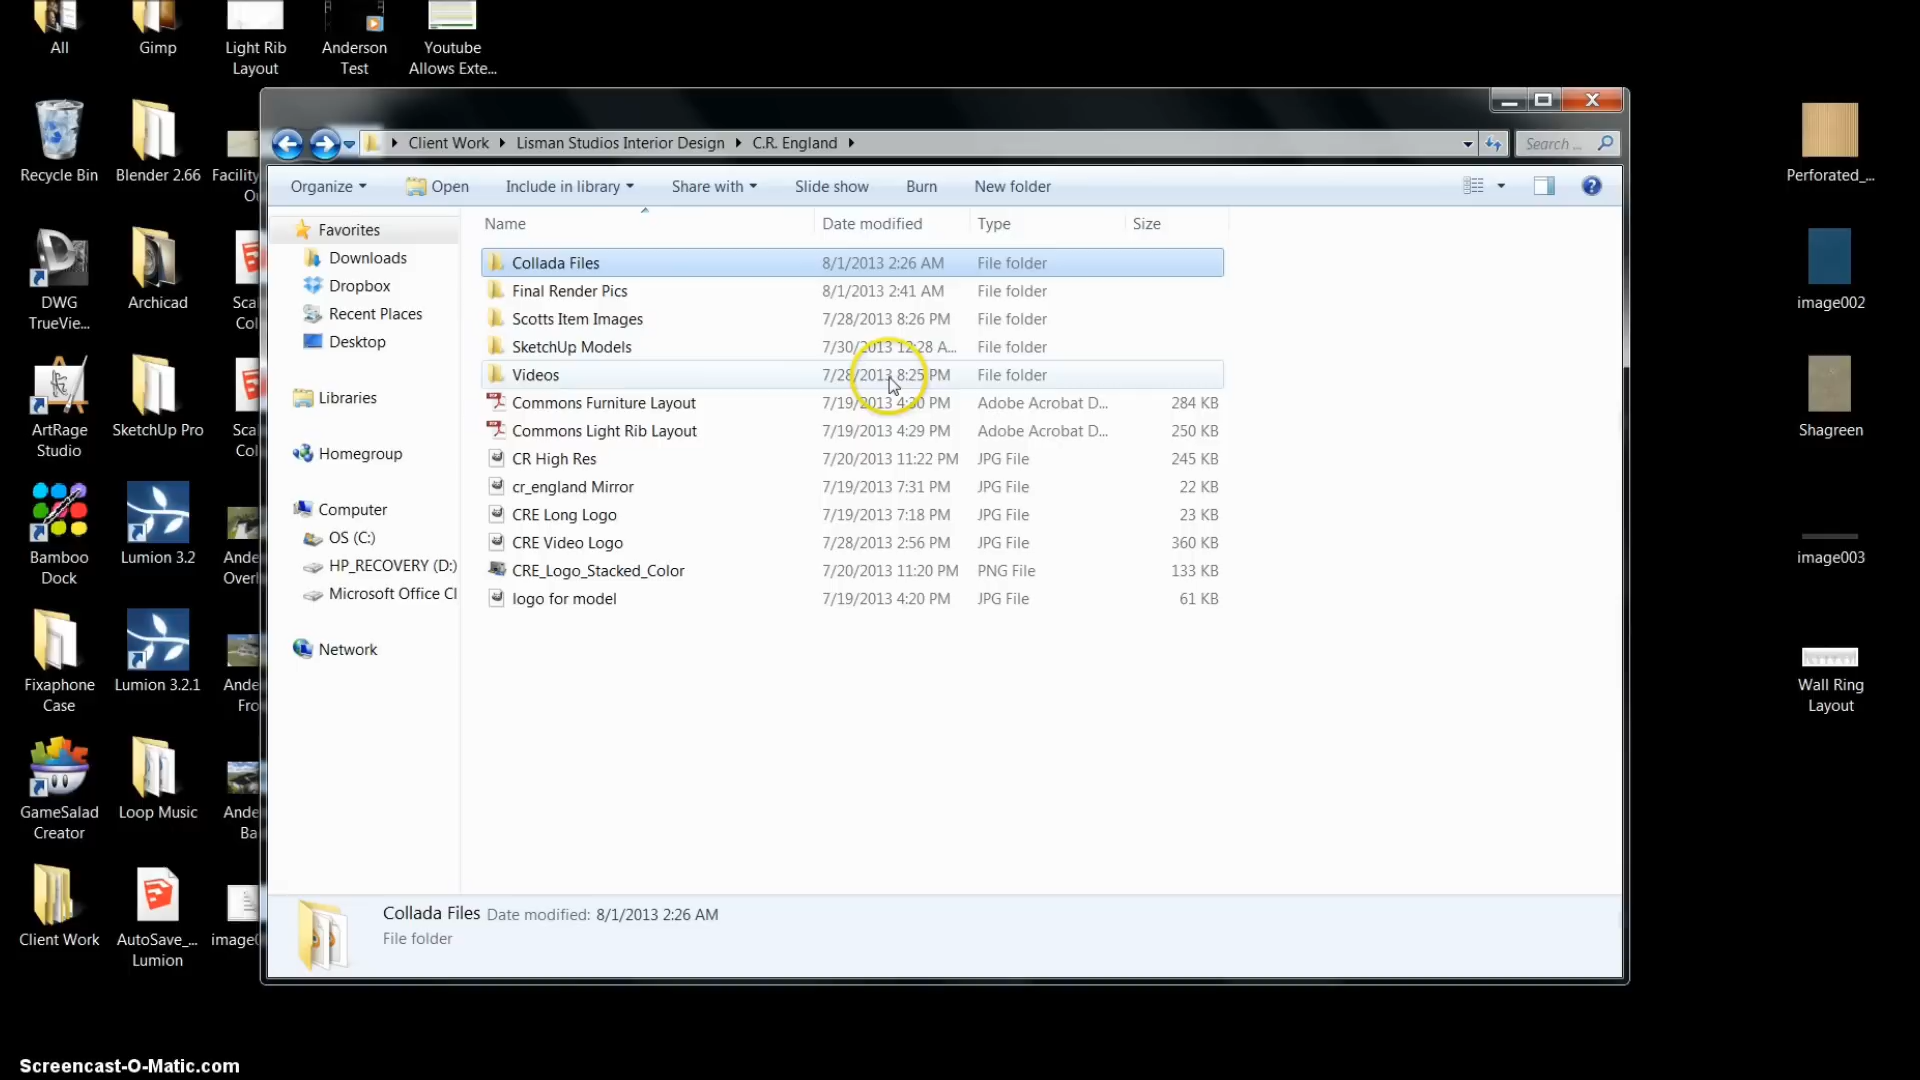 All
Gimp
Light Rib
Layout
Anderson
Test
Youtube
Allows Exte...
Recycle Bin
Blender 2.66
Facility
Client Work
Lisman Studios Interior Design
C.R. England
Search ...
Organize
Open
Include in library
Share with
Slide show
Burn
New folder
Name
Date modified
Type
Size
Favorites
Downloads
Dropbox
Recent Places
Desktop
Libraries
Homegroup
Computer
OS (C:)
HP_RECOVERY (D:)
Microsoft Office Cl
Network
Collada Files 8/1/2013 2:26 AM File folder
Final Render Pics 8/1/2013 2:41 AM File folder
Scotts Item Images 7/28/2013 8:26 PM File folder
SketchUp Models 7/30/2013 12:28 A... File folder
Videos 7/28/2013 8:25 PM File folder
Commons Furniture Layout 7/19/2013 4:30 PM Adobe Acrobat D... 284 KB
Commons Light Rib Layout 7/19/2013 4:29 PM Adobe Acrobat D... 250 KB
CR High Res 7/20/2013 11:22 PM JPG File 245 KB
cr_england Mirror 7/19/2013 7:31 PM JPG File 22 KB
CRE Long Logo 7/19/2013 7:18 PM JPG File 23 KB
CRE Video Logo 7/28/2013 2:56 PM JPG File 360 KB
CRE_Logo_Stacked_Color 7/20/2013 11:20 PM PNG File 133 KB
logo for model 7/19/2013 4:20 PM JPG File 61 KB
Collada Files Date modified: 8/1/2013 2:26 AM
File folder
DWG
TrueVie...
Archicad
Sca
Col
ArtRage
Studio
SketchUp Pro
Sca
Col
Bamboo
Dock
Lumion 3.2
Ande
Overl
Fixaphone
Case
Lumion 3.2.1
Ande
Fro
GameSalad
Creator
Loop Music
Ande
Ba
Client Work
AutoSave_...
Lumion
image
Perforated_...
image002
Shagreen
image003
Wall Ring
Layout
Screencast-O-Matic.com